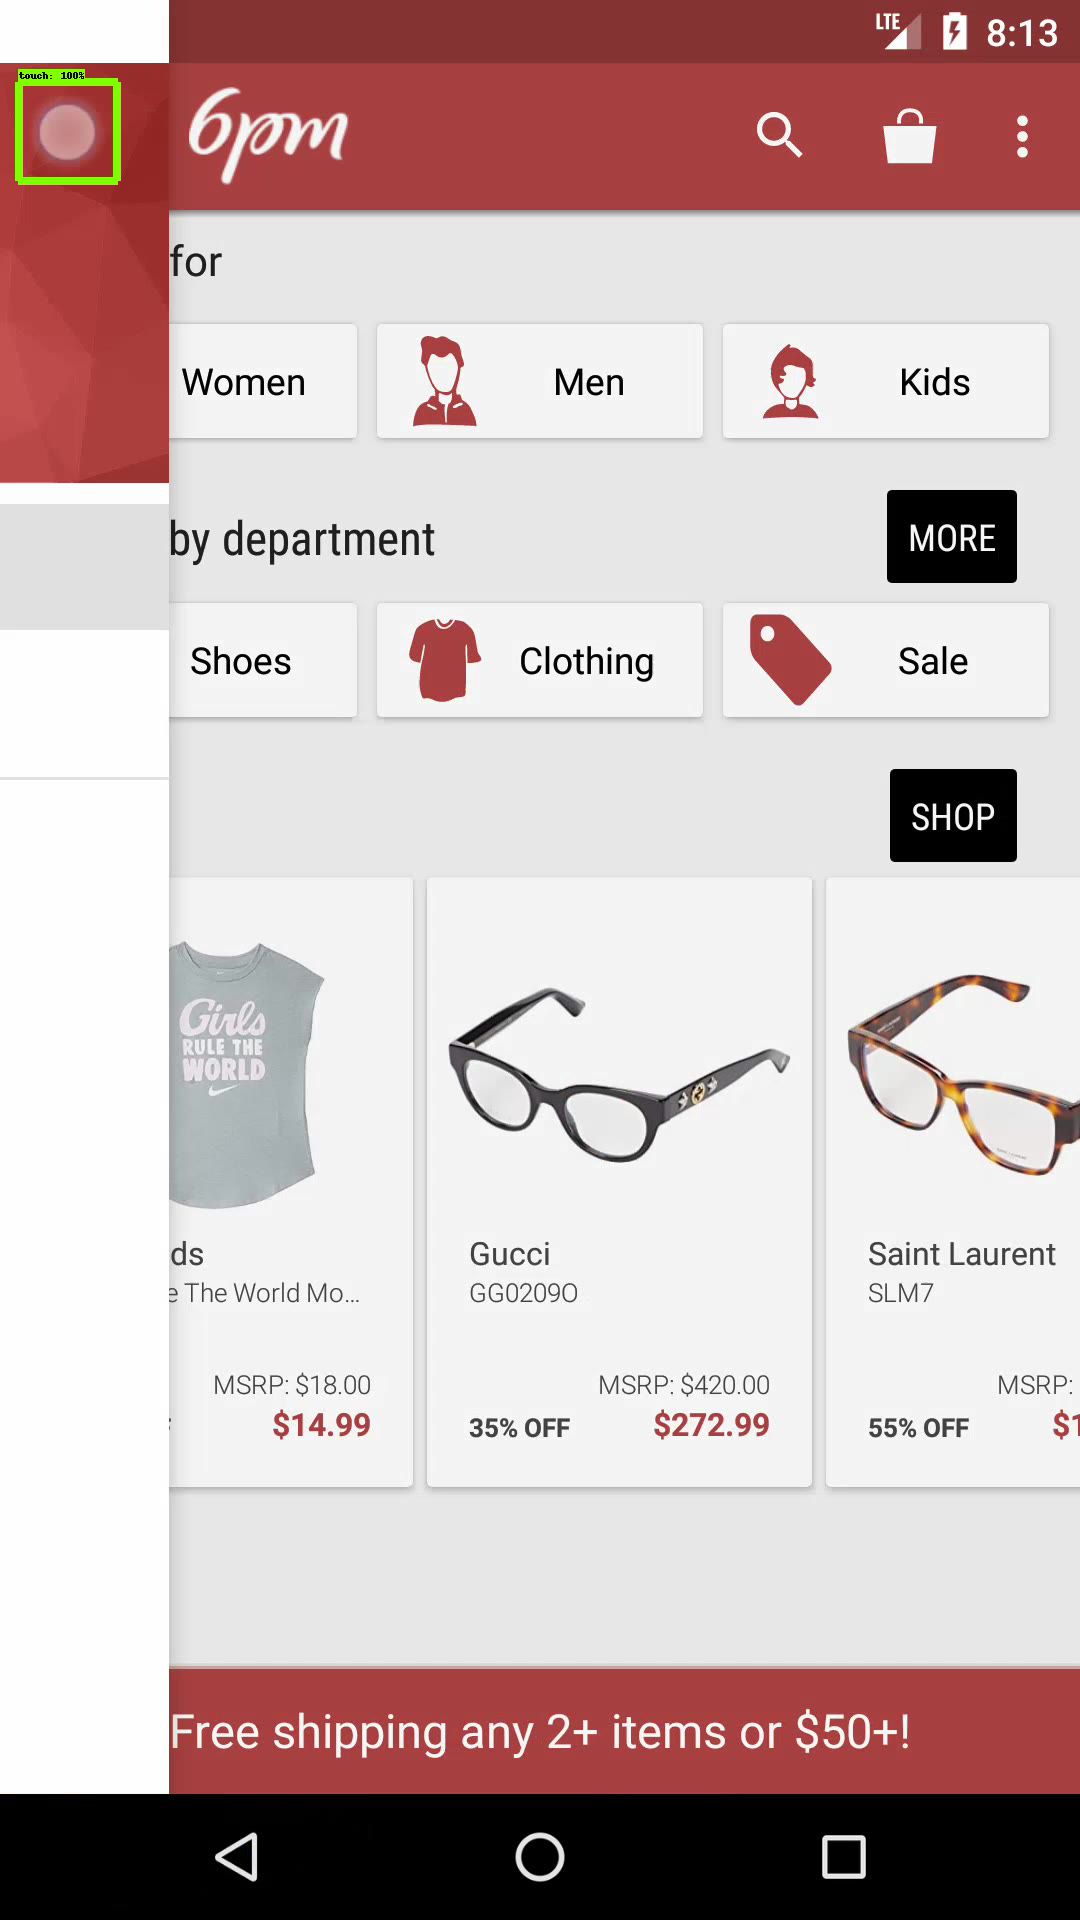 LTE 8:13
touch: 100%
6pm
for
Women Men Kids
by department MORE
Shoes Clothing Sale
SHOP
Girls
RULE THE
WORLD
ds Gucci Saint Laurent
The World Mo... GG0209O SLM7
MSRP: $18.00 MSRP: $420.00 MSRP:
$14.99 35% OFF $272.99 55% OFF $1
Free shipping any 2+ items or $50+!